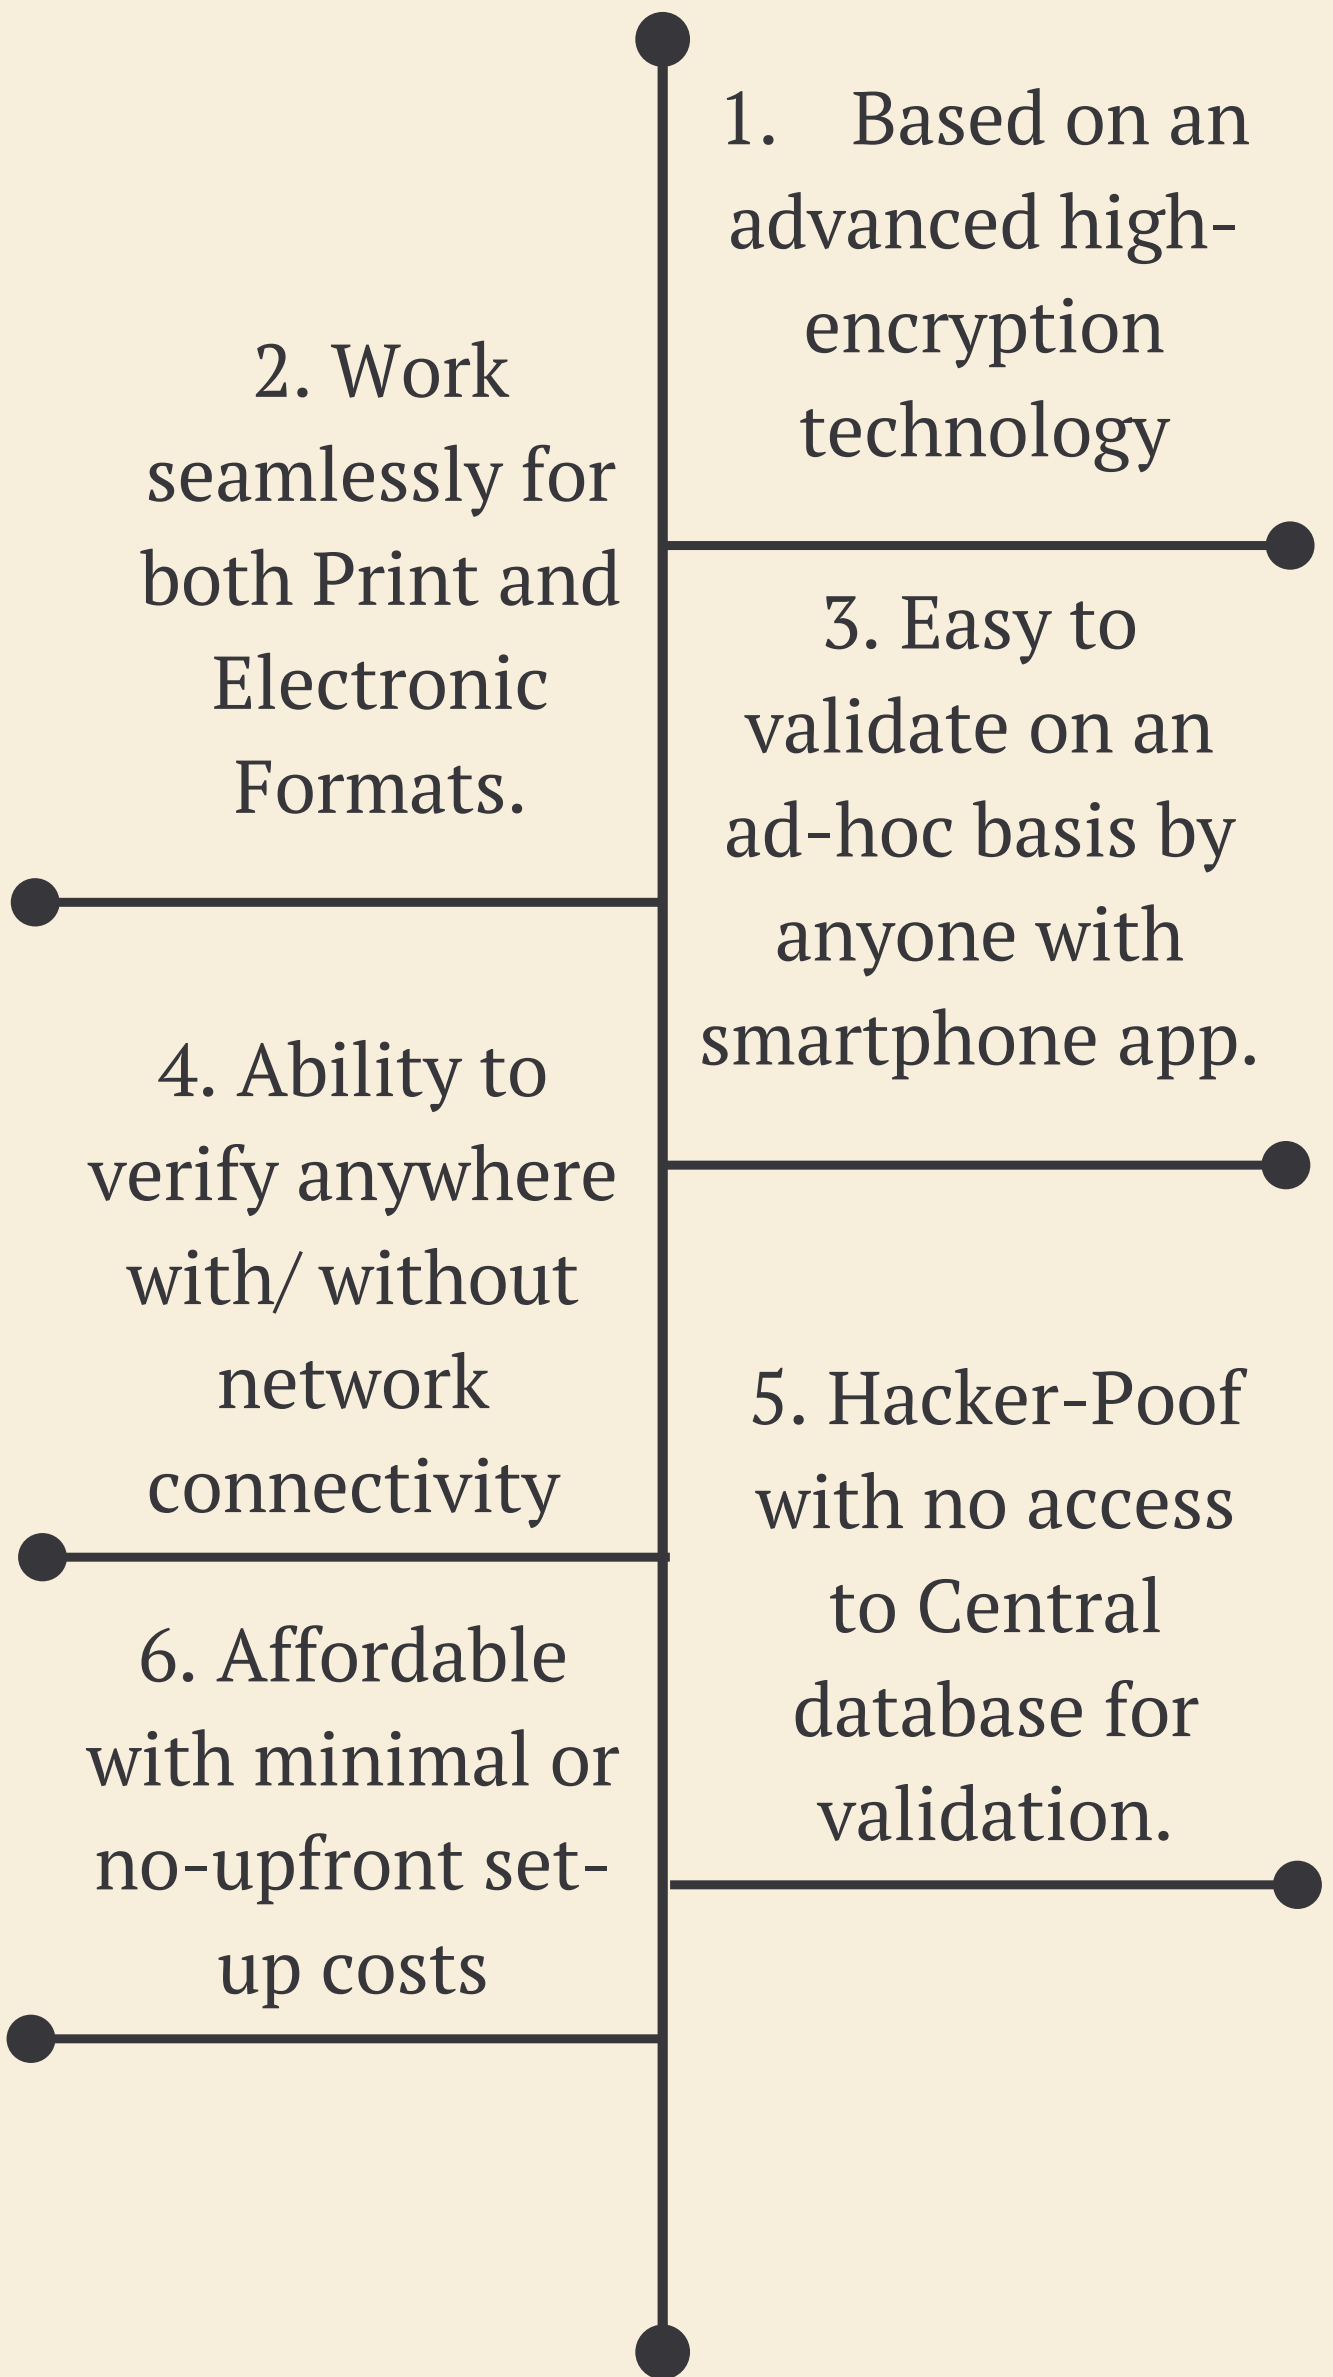 1. Based on an
advanced high-
encryption
technology
2. Work
seamlessly for
both Print and
Electronic
Formats.
3. Easy to
validate on an
ad-hoc basis by
anyone with
smartphone app.
4. Ability to
verify anywhere
with/ without
network
connectivity
5. Hacker-Poof
with no access
to Central
database for
validation.
6. Affordable
with minimal or
no-upfront set-
up costs